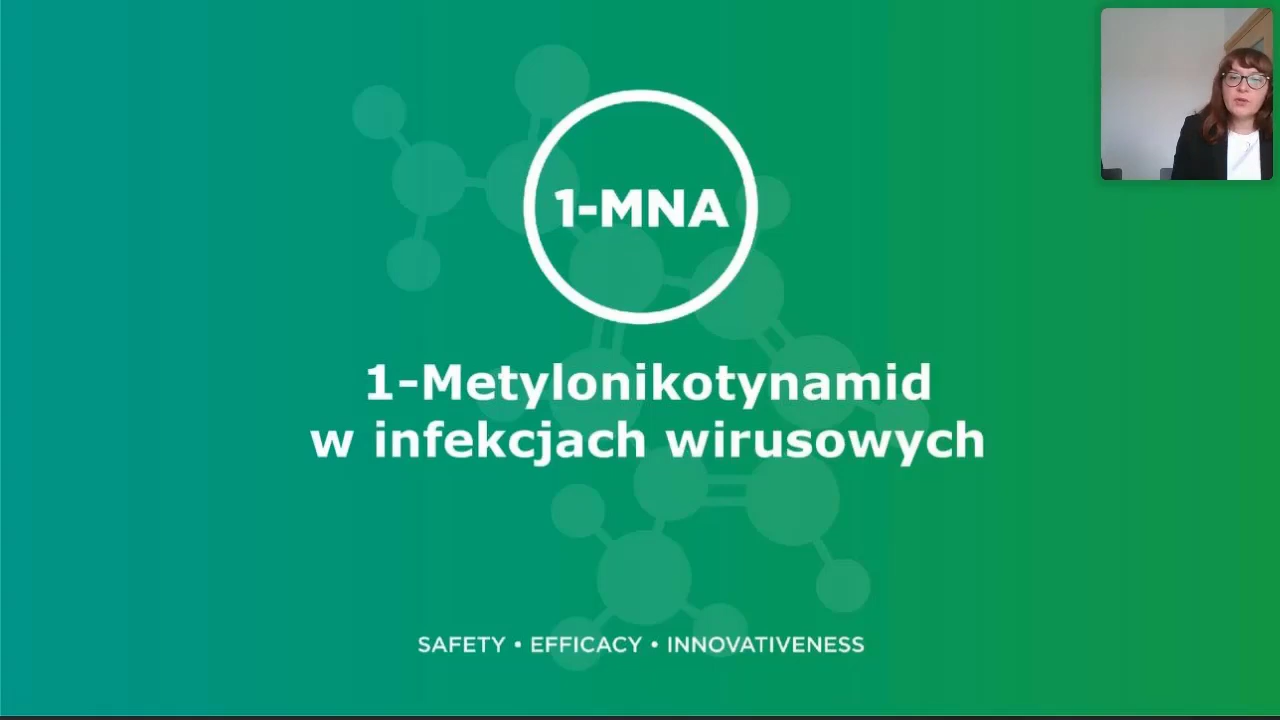 1-MNA
1-Metylonikotynamid
w infekcjach wirusowych
SAFETY • EFFICACY • INNOVATIVENESS